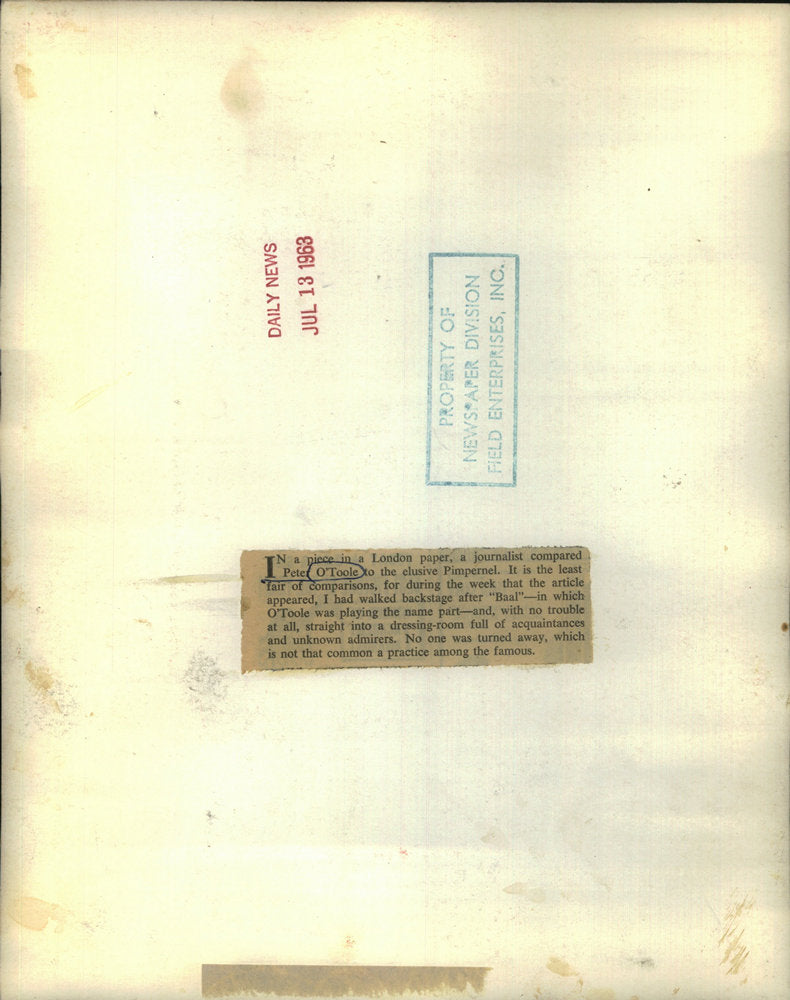 DAILY NEWS
JUL 13 1963
PROPERTY OF
NEWSPAPER DIVISION
FIELD ENTERPRISES, INC.
IN a piece in a London paper, a journalist compared
Peter O'Toole to the elusive Pimpernel. It is the least
fair of comparisons, for during the week that the article
appeared, I had walked backstage after "Baal"—in which
O'Toole was playing the name part—and, with no trouble
at all, straight into a dressing-room full of acquaintances
and unknown admirers. No one was turned away, which
is not that common a practice among the famous.